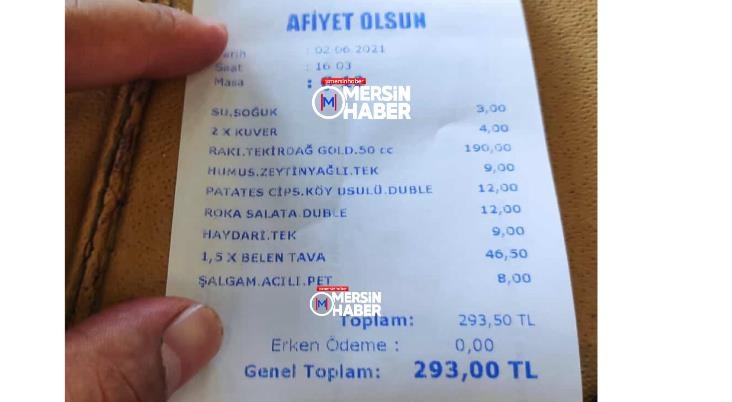 AFİYET OLSUN
Tarih : 02.06.2021
Saat : 16 03
Masa :
mersinhaber
MERSİN
HABER
SU.SOĞUK 3,00
2 X KUVER 4,00
RAKI.TEKİRDAĞ GOLD.50 cc 190,00
HUMUS.ZEYTİNYAĞLI.TEK 9,00
PATATES CİPS.KÖY USULÜ.DUBLE 12,00
ROKA SALATA.DUBLE 12,00
HAYDARİ.TEK 9,00
1,5 X BELEN TAVA 46,50
ŞALGAM.ACILI.PET 8,00
mersinhaber
MERSİN
HABER
Toplam: 293,50 TL
Erken Ödeme : 0,00
Genel Toplam: 293,00 TL